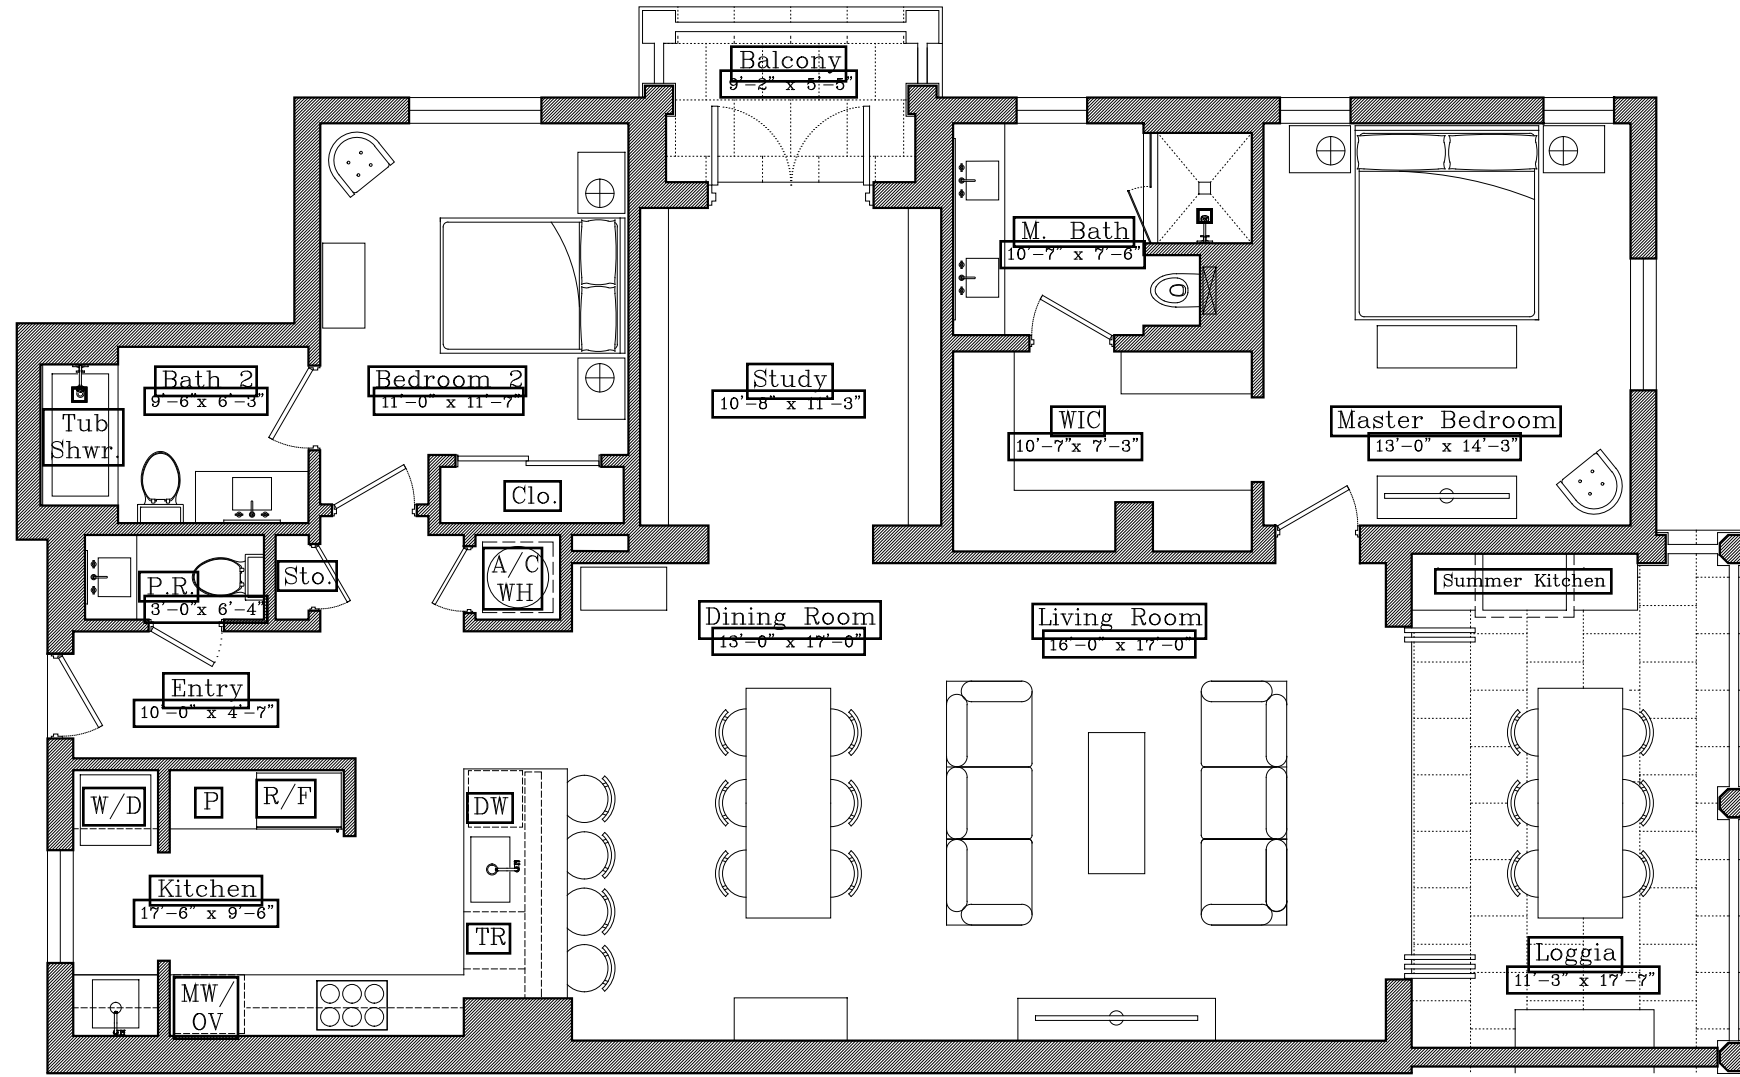 Balcony
9'-2" x 5'-5"
M. Bath
10'-7" x 7'-6"
Bath 2
9'-6"x 6'-3"
Bedroom 2
11'-0" x 11'-7"
Study
10'-8" x 11'-3"
Tub
Shwr.
WIC
10'-7"x 7'-3"
Master Bedroom
13'-0" x 14'-3"
Clo.
A/C
WH
Sto.
P.R.
3'-0"x 6'-4"
Summer Kitchen
Dining Room
13'-0" x 17'-0"
Living Room
16'-0" x 17'-0"
Entry
10'-0" x 4'-7"
W/D
P
R/F
DW
Kitchen
17'-6" x 9'-6"
TR
Loggia
11'-3" x 17'-7"
MW/
OV